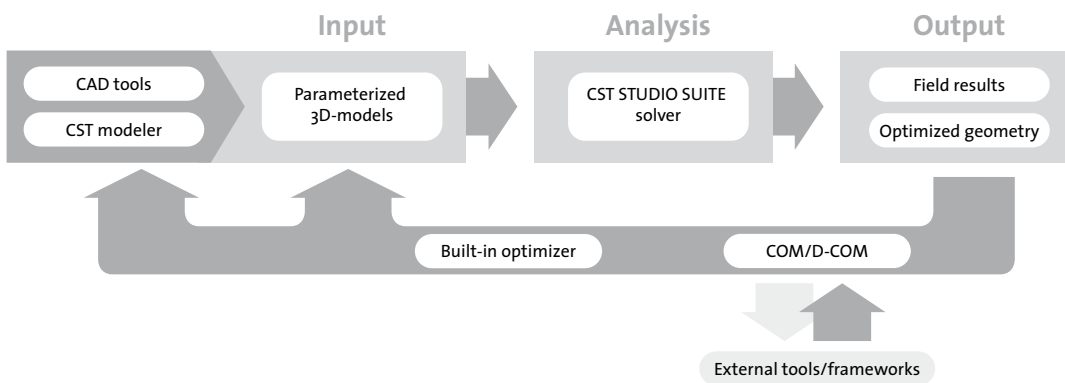 Input
Analysis
Output
CAD tools
CST modeler
Parameterized
3D-models
CST STUDIO SUITE
solver
Field results
Optimized geometry
Built-in optimizer
COM/D-COM
External tools/frameworks